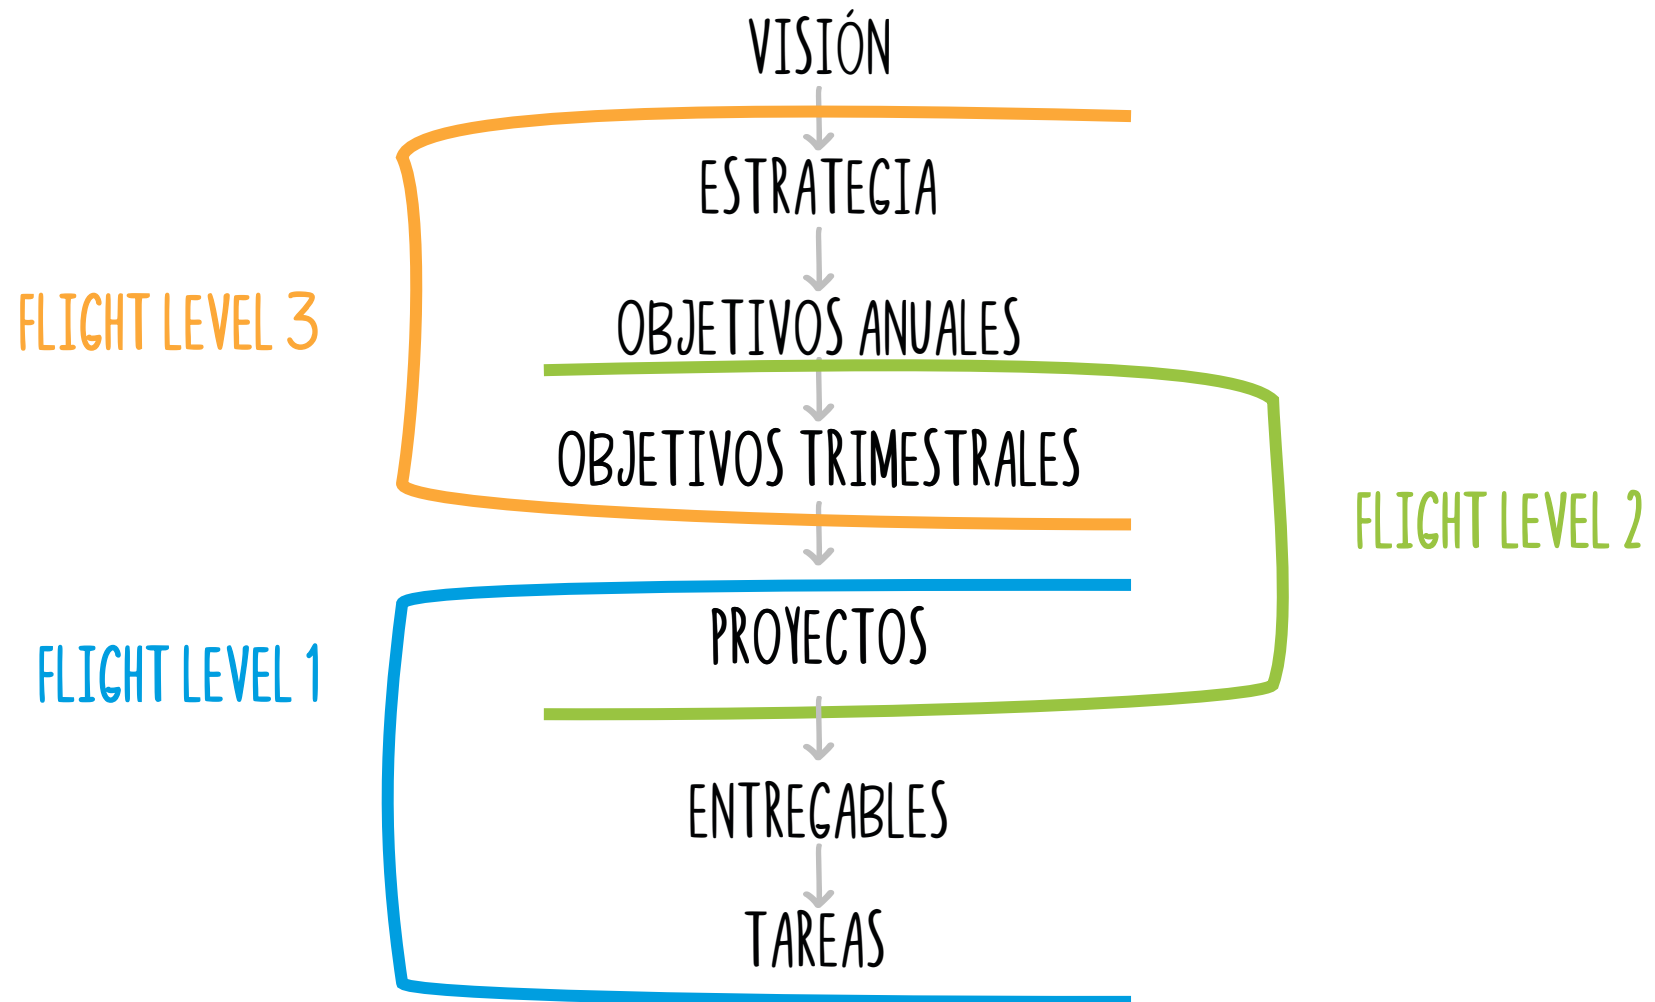 VISIÓN
ESTRATEGIA
FLIGHT LEVEL 3
OBJETIVOS ANUALES
OBJETIVOS TRIMESTRALES
FLIGHT LEVEL 2
PROYECTOS
FLIGHT LEVEL 1
ENTREGABLES
TAREAS